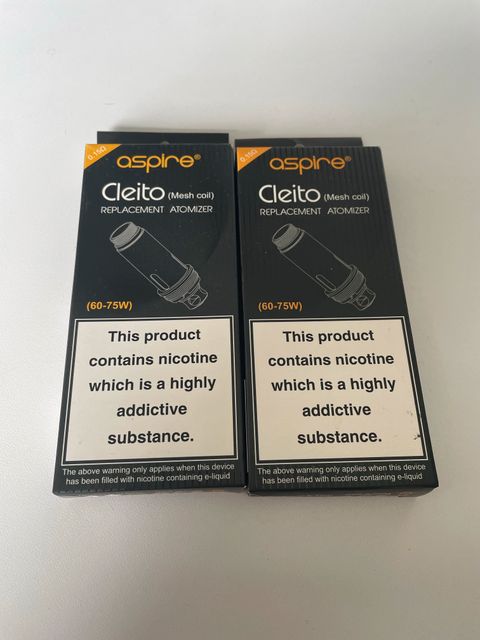 0.15Ω
aspire®
Cleito (Mesh coil)
REPLACEMENT ATOMIZER
(60-75W)
This product
contains nicotine
which is a highly
addictive
substance.
The above warning only applies when this device
has been filled with nicotine containing e-liquid
0.15Ω
aspire®
Cleito (Mesh coil)
REPLACEMENT ATOMIZER
(60-75W)
This product
contains nicotine
which is a highly
addictive
substance.
The above warning only applies when this device
has been filled with nicotine containing e-liquid